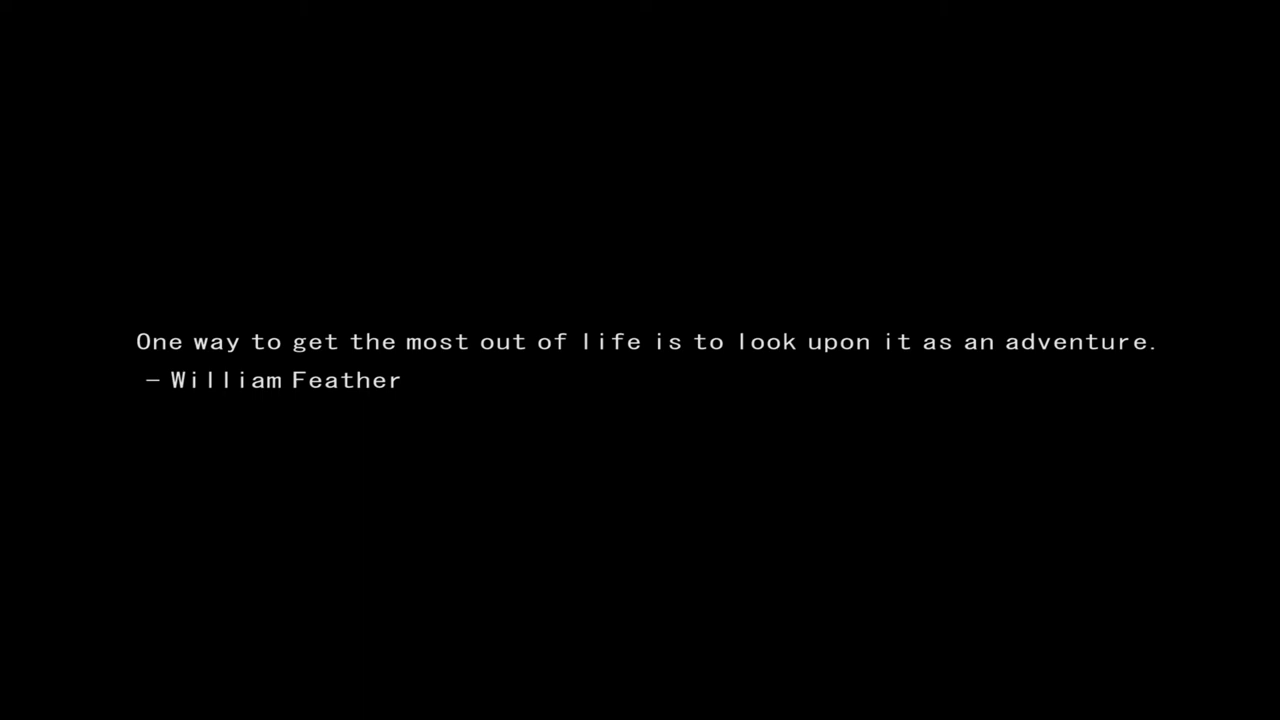 One way to get the most out of life is to look upon it as an adventure.
– William Feather